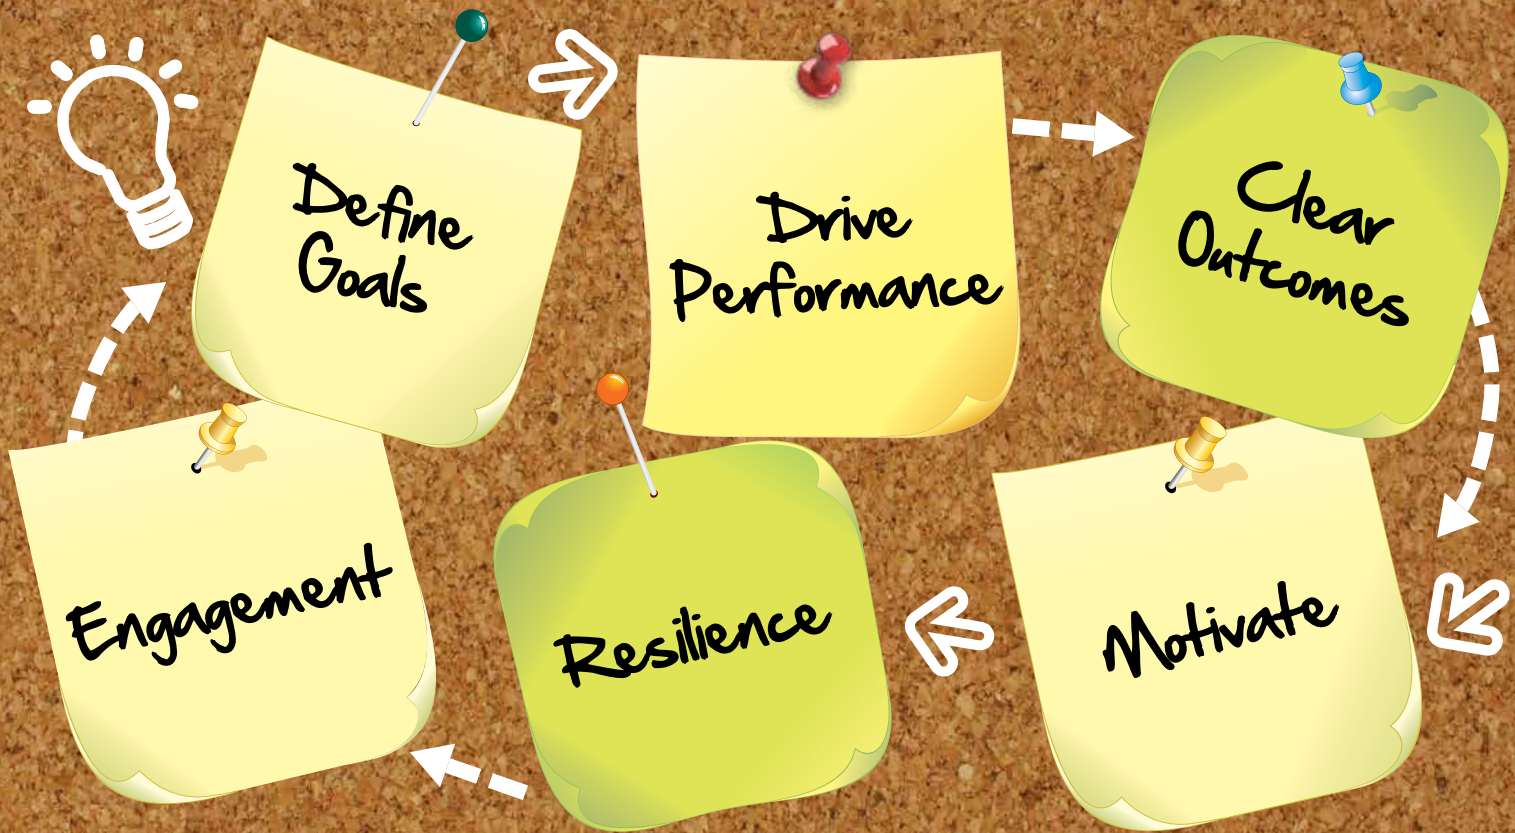 Define
Goals
Drive
Performance
Clear
Outcomes
Motivate
Resilience
Engagement